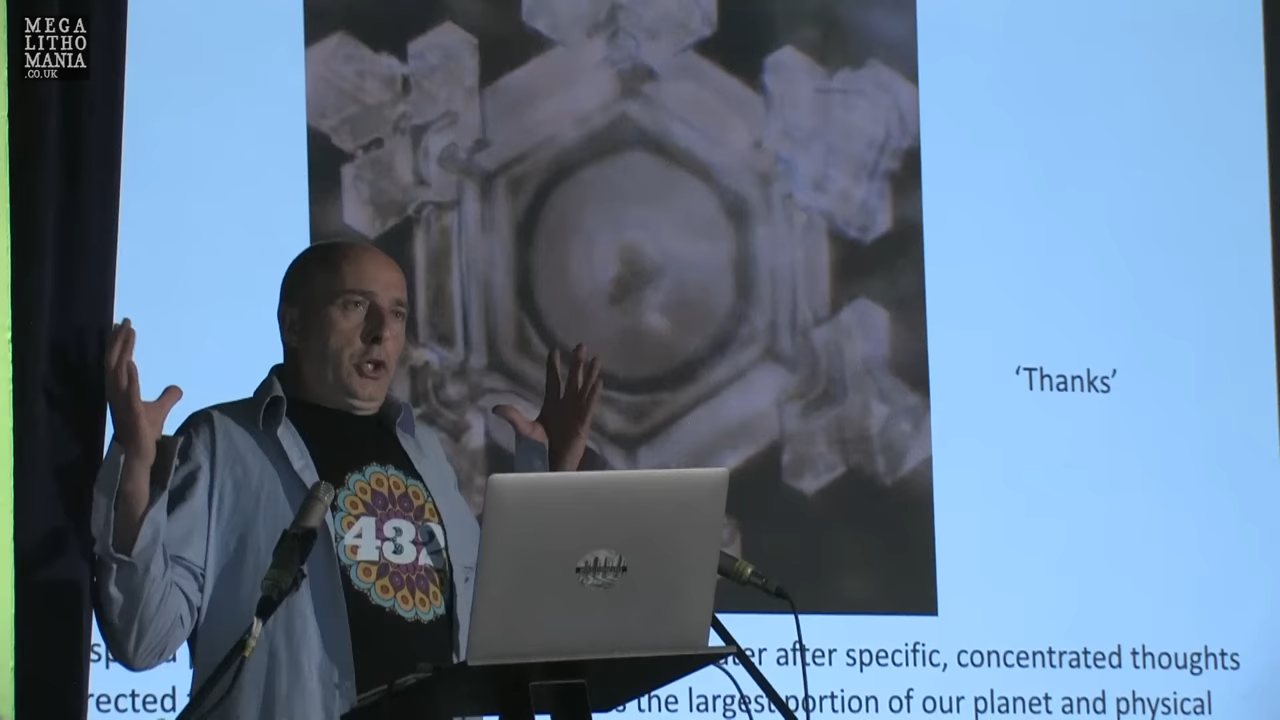 MEGA
LITHO
MANIA
.CO.UK
‘Thanks’
432
after specific, concentrated thoughts
the largest portion of our planet and physical